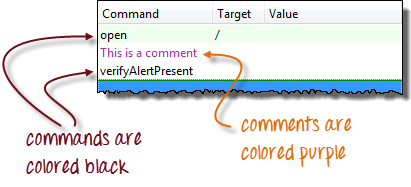 Command Target Value
open /
This is a comment
verifyAlertPresent
commands are
colored black
comments are
colored purple